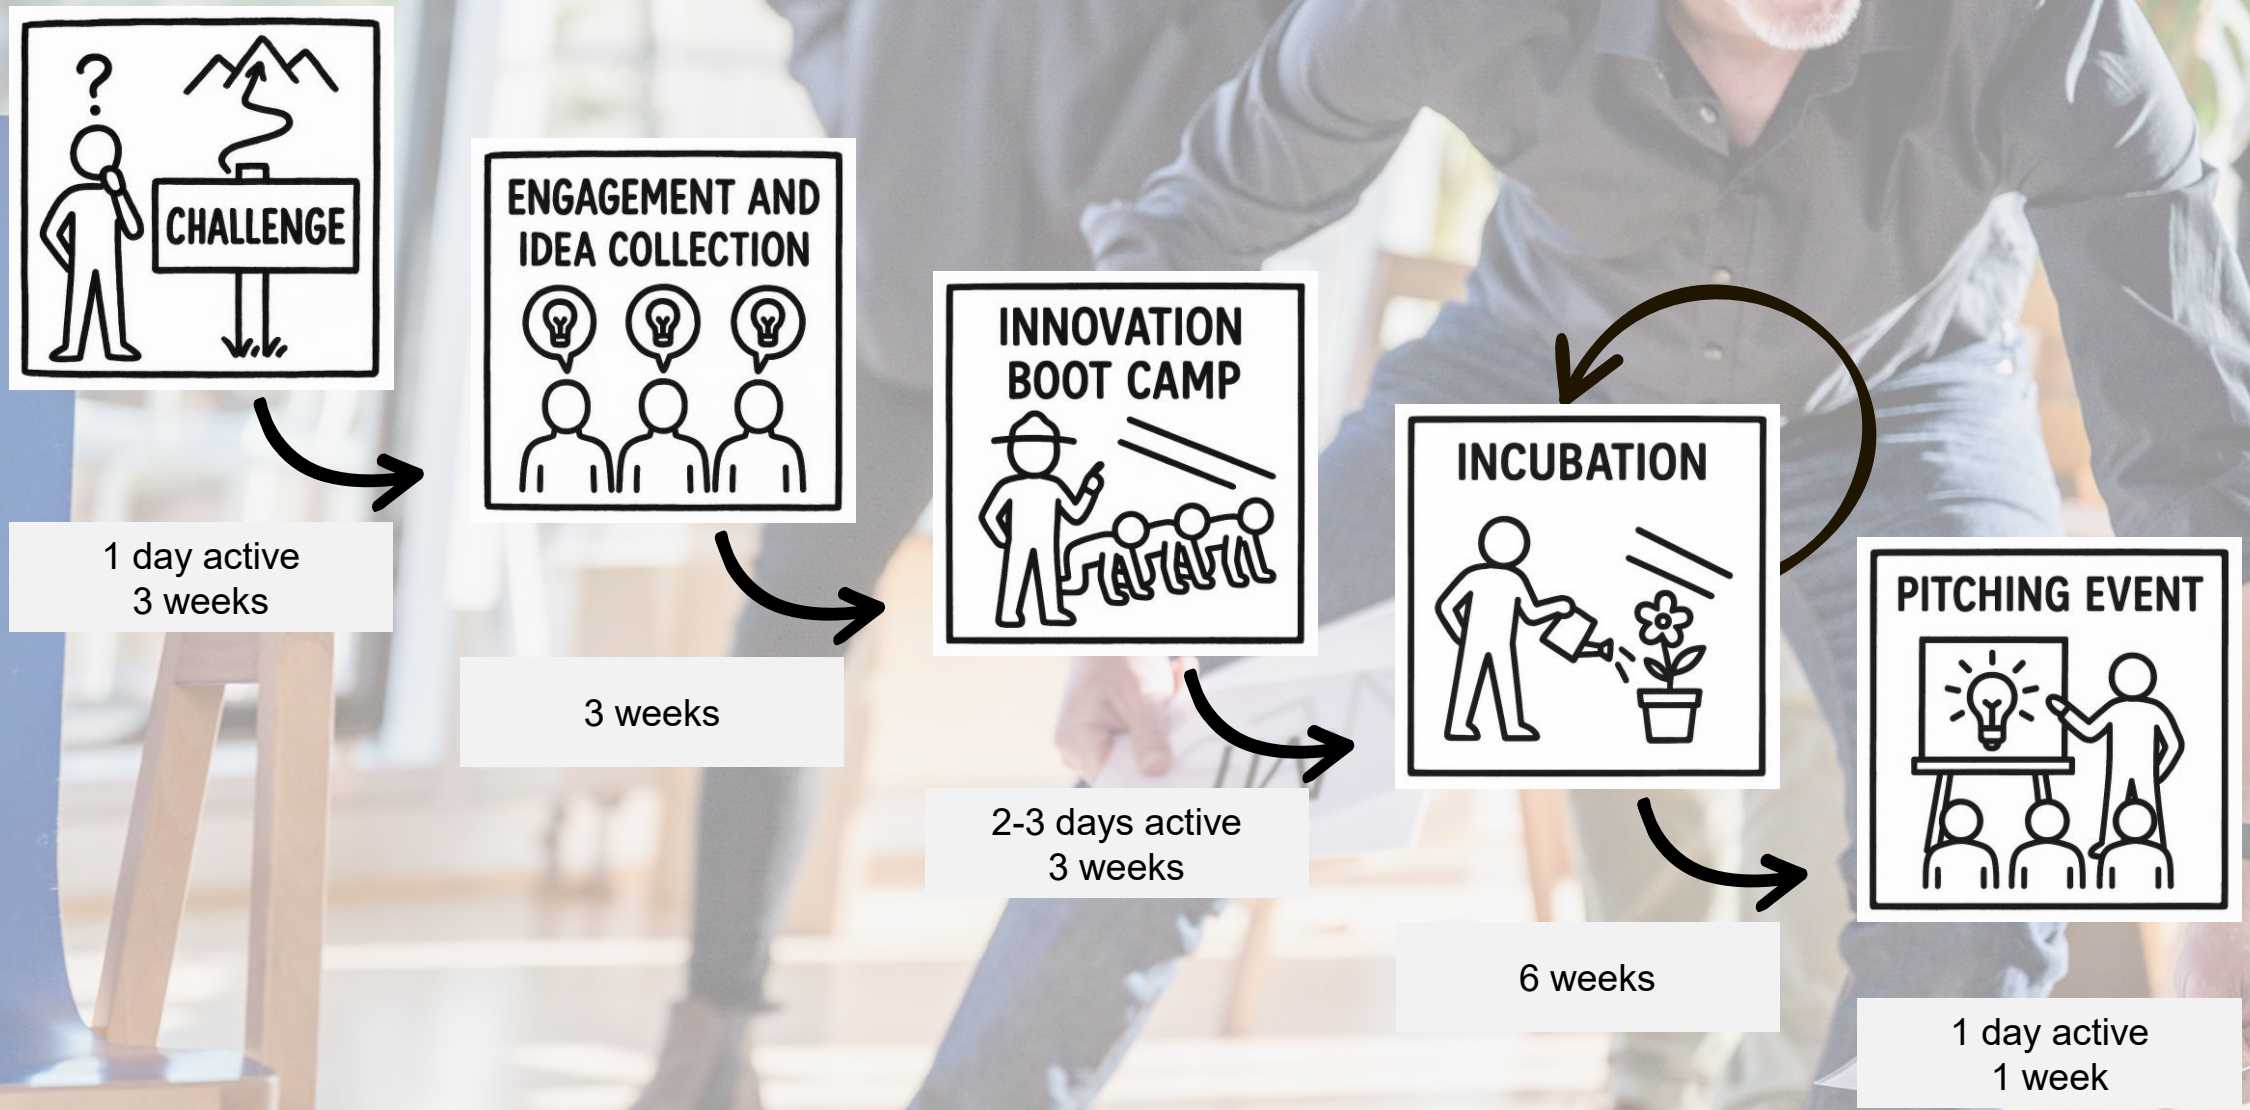 ?
CHALLENGE
1 day active
3 weeks
ENGAGEMENT AND
IDEA COLLECTION
3 weeks
INNOVATION
BOOT CAMP
2-3 days active
3 weeks
INCUBATION
6 weeks
PITCHING EVENT
1 day active
1 week